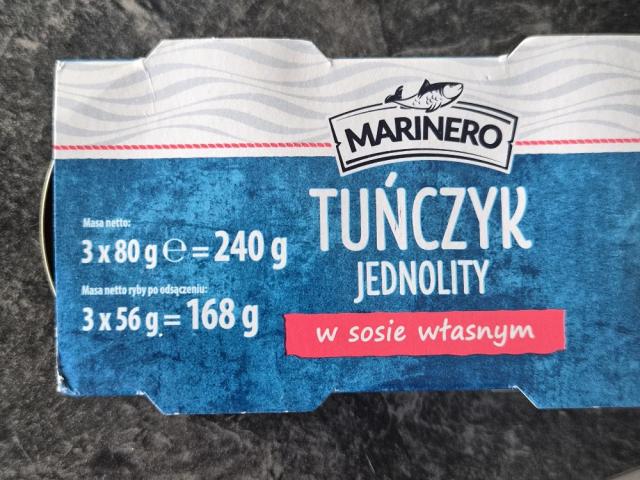 MARINERO
TUŃCZYK
JEDNOLITY
w sosie własnym
Masa netto:
3 x 80 g ℮ = 240 g
Masa netto ryby po odsączeniu:
3 x 56 g = 168 g